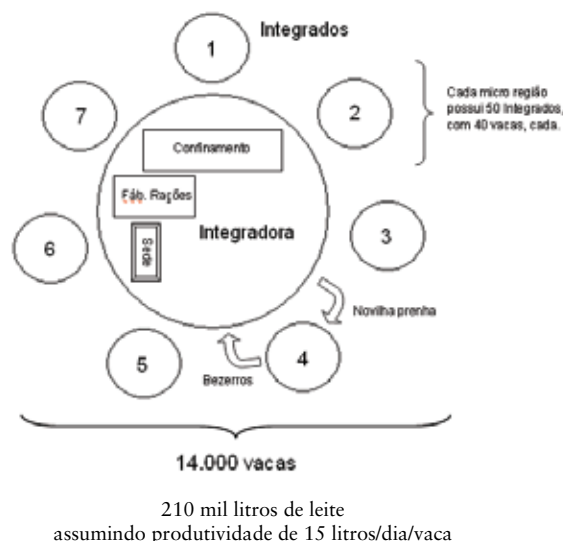 Integrados
1
2
Cada micro região
possui 50 Integrados,
com 40 vacas, cada.
7
Confinamento
Fáb. Rações
Sede
Integradora
3
6
Novilha prenha
4
5
Bezerros
14.000 vacas
210 mil litros de leite
assumindo produtividade de 15 litros/dia/vaca